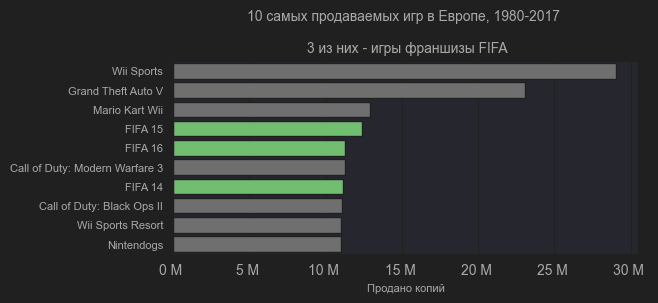 10 самых продаваемых игр в Европе, 1980-2017
3 из них - игры франшизы FIFA
Wii Sports
Grand Theft Auto V
Mario Kart Wii
FIFA 15
FIFA 16
Call of Duty: Modern Warfare 3
FIFA 14
Call of Duty: Black Ops II
Wii Sports Resort
Nintendogs
0 M 5 M 10 M 15 M 20 M 25 M 30 M
Продано копий